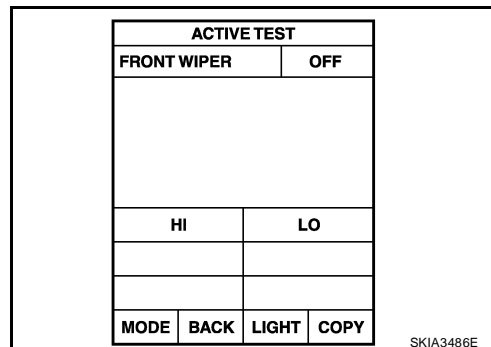 ACTIVE TEST
FRONT WIPER OFF
HI LO
MODE BACK LIGHT COPY
SKIA3486E